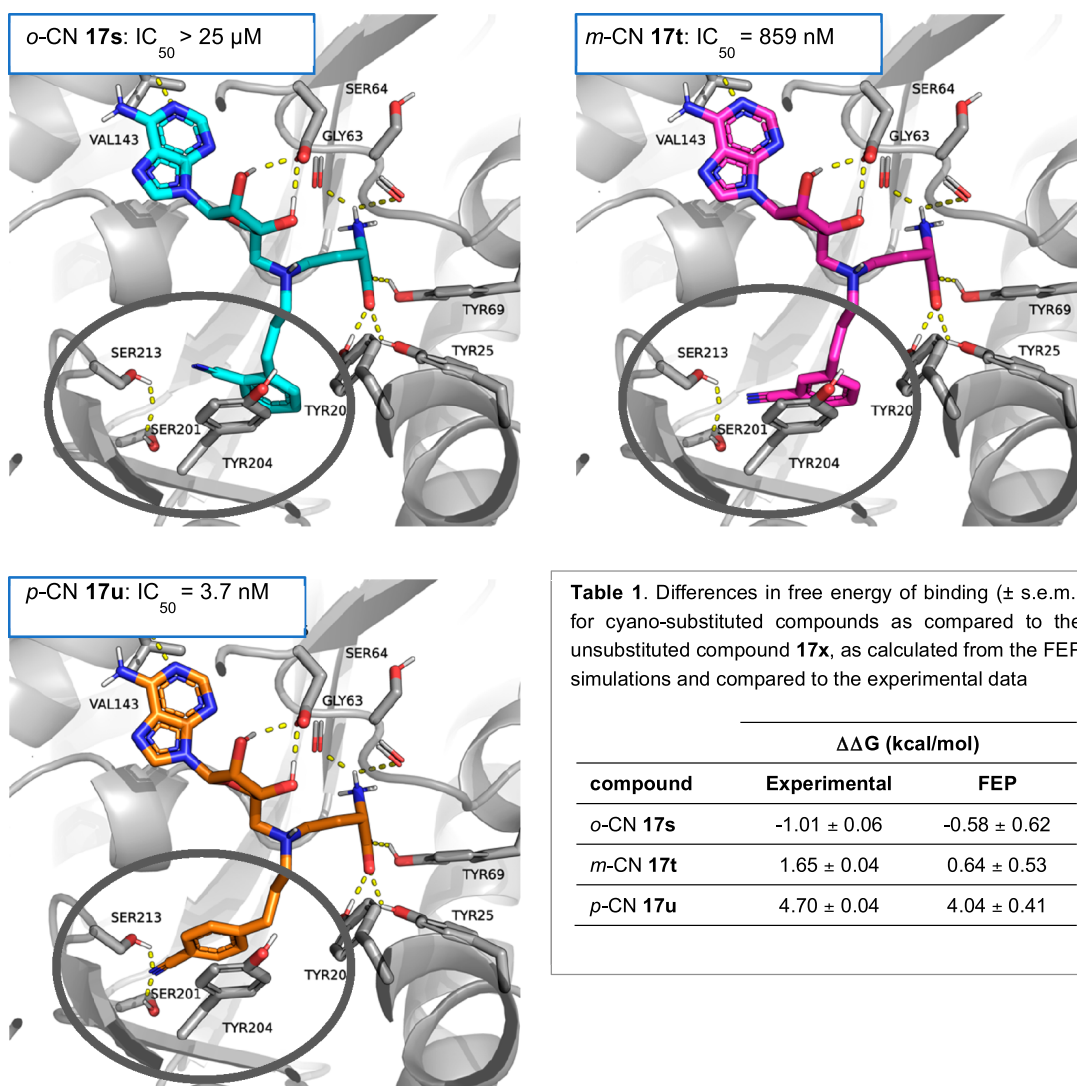 o-CN 17s: IC50 > 25 µM
VAL143
SER64
GLY63
TYR69
TYR25
SER213
TYR20
SER201
TYR204
m-CN 17t: IC50 = 859 nM
VAL143
SER64
GLY63
TYR69
TYR25
SER213
TYR20
SER201
TYR204
p-CN 17u: IC50 = 3.7 nM
VAL143
SER64
GLY63
TYR69
TYR25
SER213
TYR20
SER201
TYR204
Table 1. Differences in free energy of binding (± s.e.m.
for cyano-substituted compounds as compared to the
unsubstituted compound 17x, as calculated from the FEP
simulations and compared to the experimental data
ΔΔG (kcal/mol)
compound Experimental FEP
o-CN 17s -1.01 ± 0.06 -0.58 ± 0.62
m-CN 17t 1.65 ± 0.04 0.64 ± 0.53
p-CN 17u 4.70 ± 0.04 4.04 ± 0.41